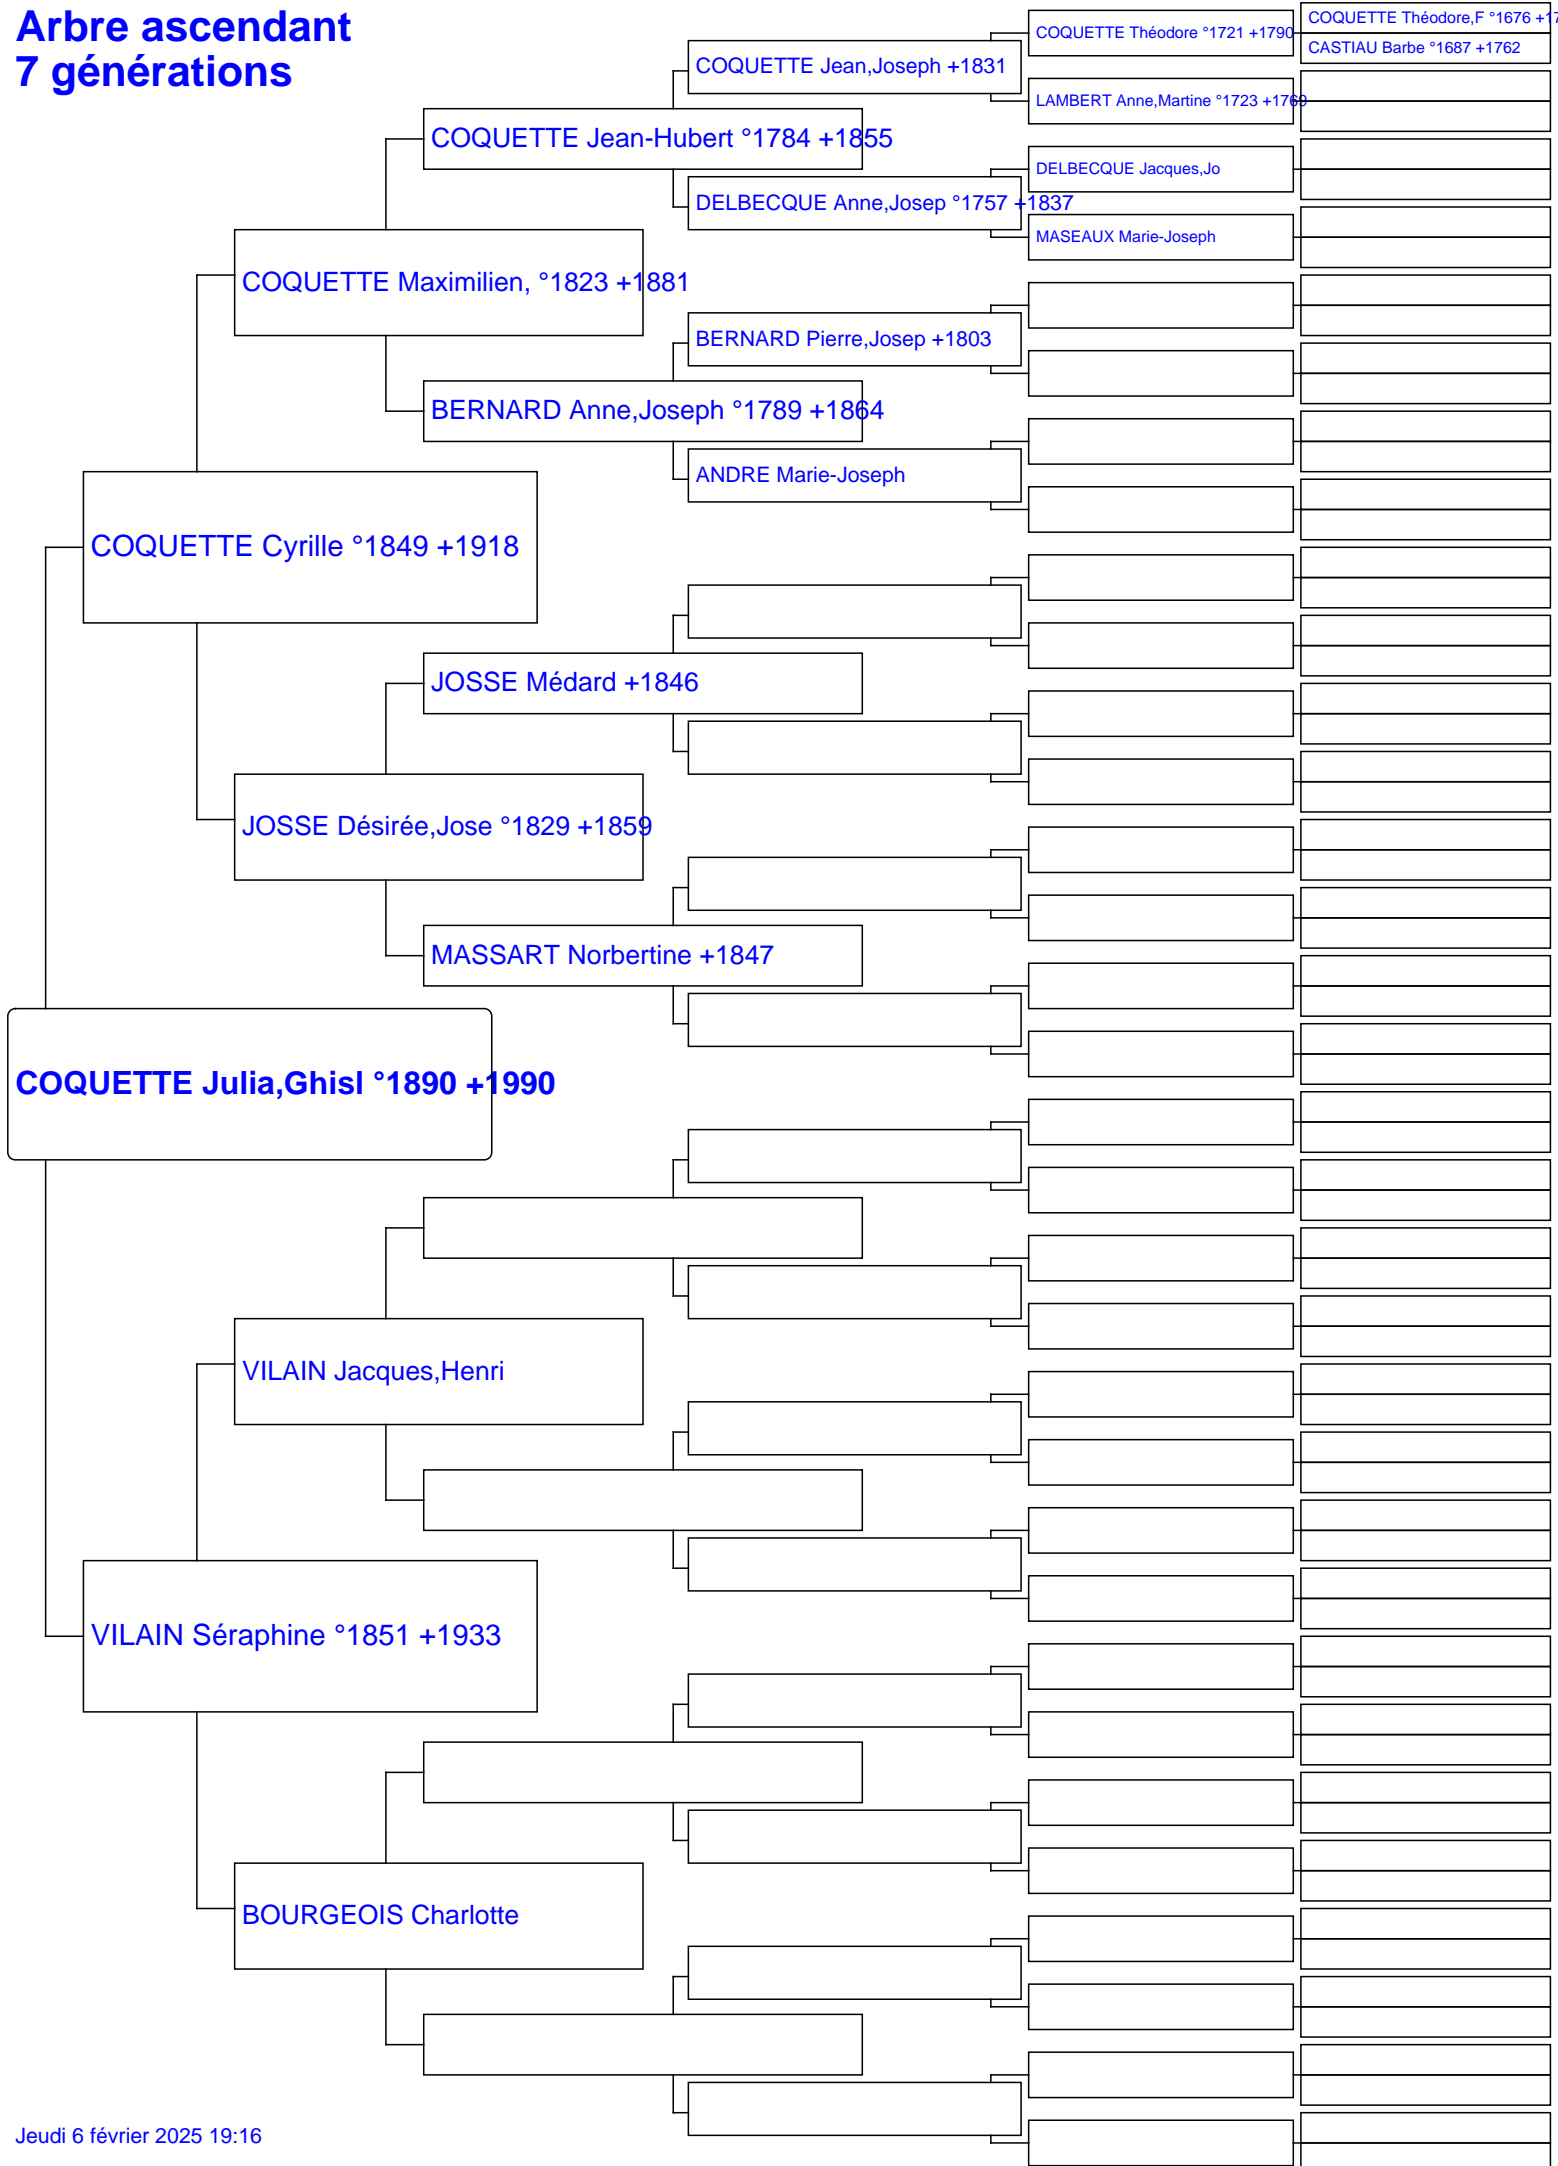 Arbre ascendant
7 générations
COQUETTE Théodore,F °1676
CASTIAU Barbe °1687 +1762
COQUETTE Théodore °1721 +1790
COQUETTE Jean,Joseph +1831
LAMBERT Anne,Martine °1723 +1769
COQUETTE Jean-Hubert °1784 +1855
DELBECQUE Jacques,Jo
DELBECQUE Anne,Josep °1757 +1837
MASEAUX Marie-Joseph
COQUETTE Maximilien, °1823 +1881
BERNARD Pierre,Josep +1803
BERNARD Anne,Joseph °1789 +1864
ANDRE Marie-Joseph
COQUETTE Cyrille °1849 +1918
JOSSE Médard +1846
JOSSE Désirée,Jose °1829 +1859
MASSART Norbertine +1847
COQUETTE Julia,Ghisl °1890 +1990
VILAIN Jacques,Henri
VILAIN Séraphine °1851 +1933
BOURGEOIS Charlotte
Jeudi 6 février 2025 19:16